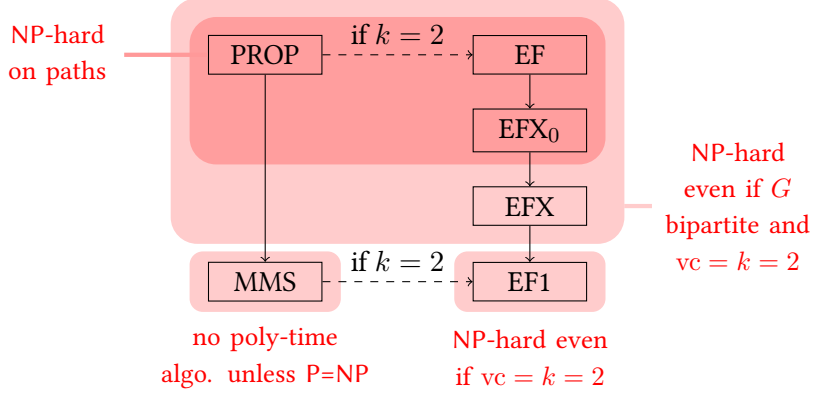 NP-hard
on paths
PROP
if k = 2
EF
EFX₀
EFX
NP-hard
even if G
bipartite and
vc = k = 2
MMS
if k = 2
EF1
no poly-time
algo. unless P=NP
NP-hard even
if vc = k = 2